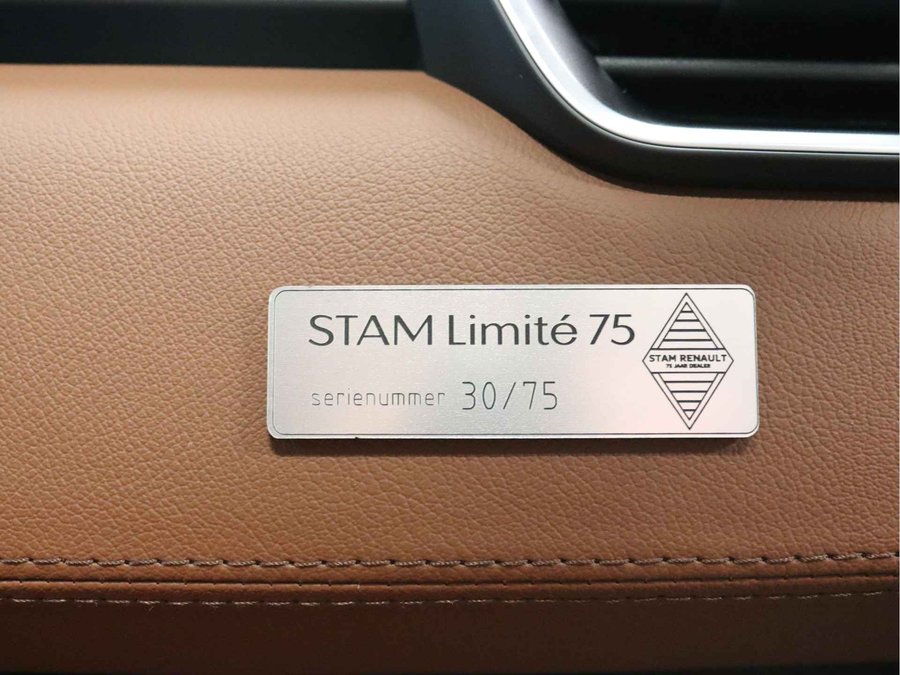 STAM Limité 75
serienummer 30/75
STAM RENAULT
75 JAAR DEALER